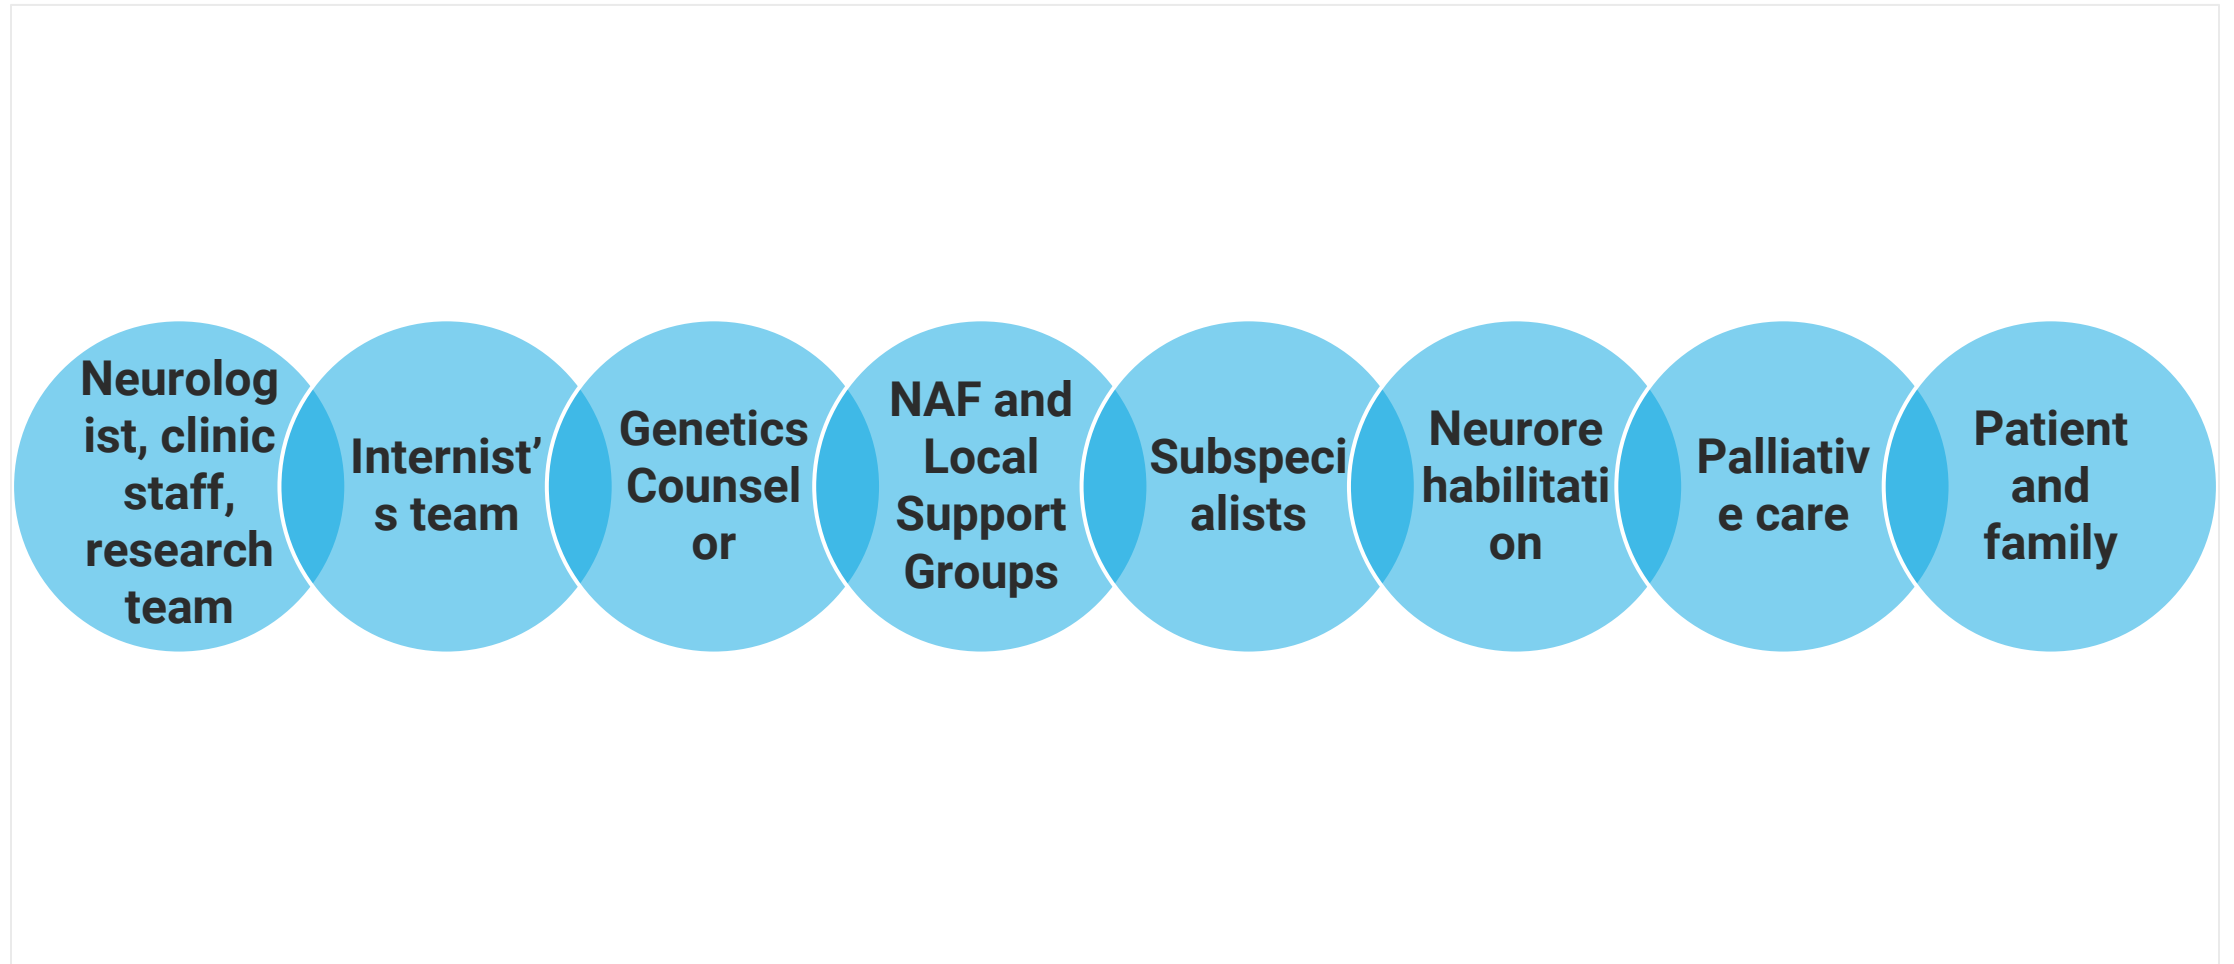 Neurolog
ist, clinic
staff,
research
team
Internist’
s team
Genetics
Counsel
or
NAF and
Local
Support
Groups
Subspeci
alists
Neurore
habilitati
on
Palliativ
e care
Patient
and
family